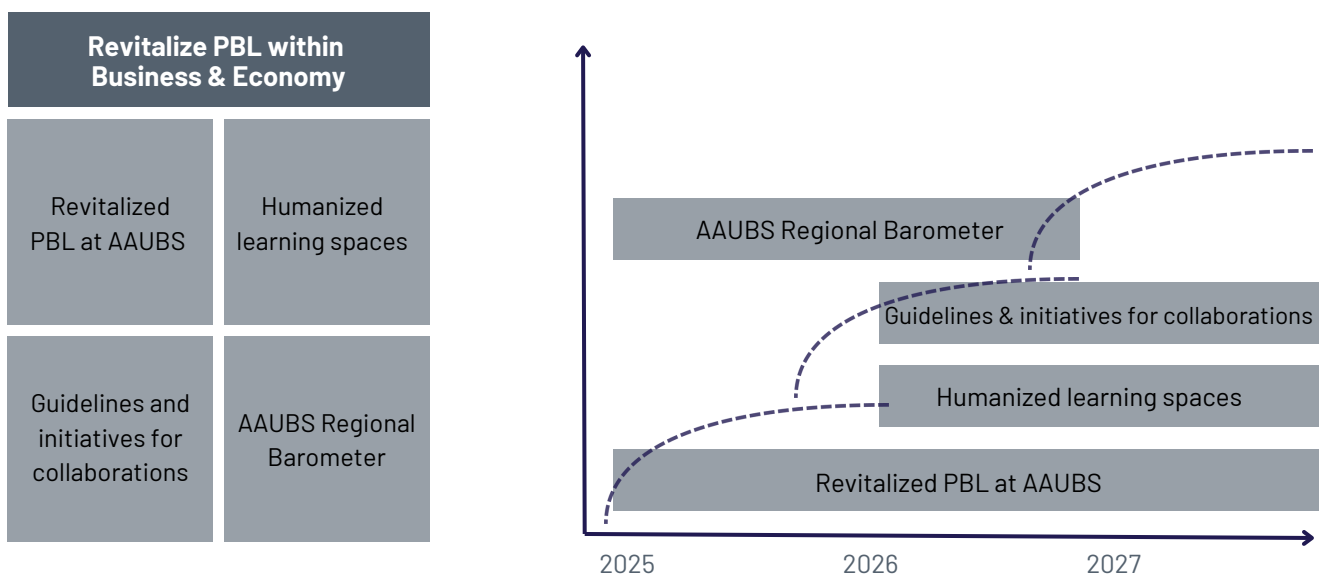 Revitalize PBL within
Business & Economy
Revitalized
PBL at AAUBS
Humanized
learning spaces
Guidelines and
initiatives for
collaborations
AAUBS Regional
Barometer
AAUBS Regional Barometer
Guidelines & initiatives for collaborations
Humanized learning spaces
Revitalized PBL at AAUBS
2025
2026
2027